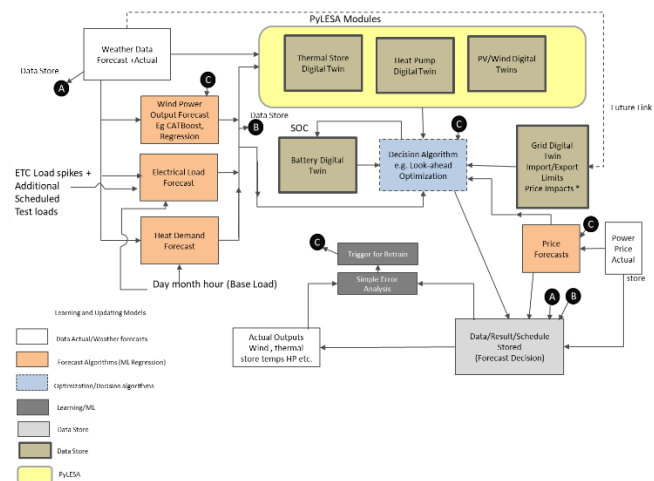 PyLESA Modules
Weather Data
Forecast +Actual
Thermal Store
Digital Twin
Heat Pump
Digital Twin
PV/Wind Digital
Twins
Data Store
A
C
Wind Power
Output Forecast
Eg CATBoost,
Regression
Data Store
B
SOC
C
Future Link
Battery Digital
Twin
Decision Algorithm
e.g. Look-ahead
Optimization
Grid Digital
Twin
Import/Export
Limits
Price Impacts *
ETC Load spikes +
Additional
Scheduled
Test loads
Electrical Load
Forecast
Heat Demand
Forecast
C
Trigger for Retrain
Simple Error
Analysis
C
Price
Forecasts
Power
Price
Actual
store
Day month hour (Base Load)
A
B
Learning and Updating Models
Data Actual/Weather forecasts
Forecast Algorithms (ML Regression)
Optimization/Decision algorithms
Learning/ML
Data Store
Data Store
PyLESA
Actual Outputs
Wind , thermal
store temps HP etc.
Data/Result/Schedule
Stored
(Forecast Decision)